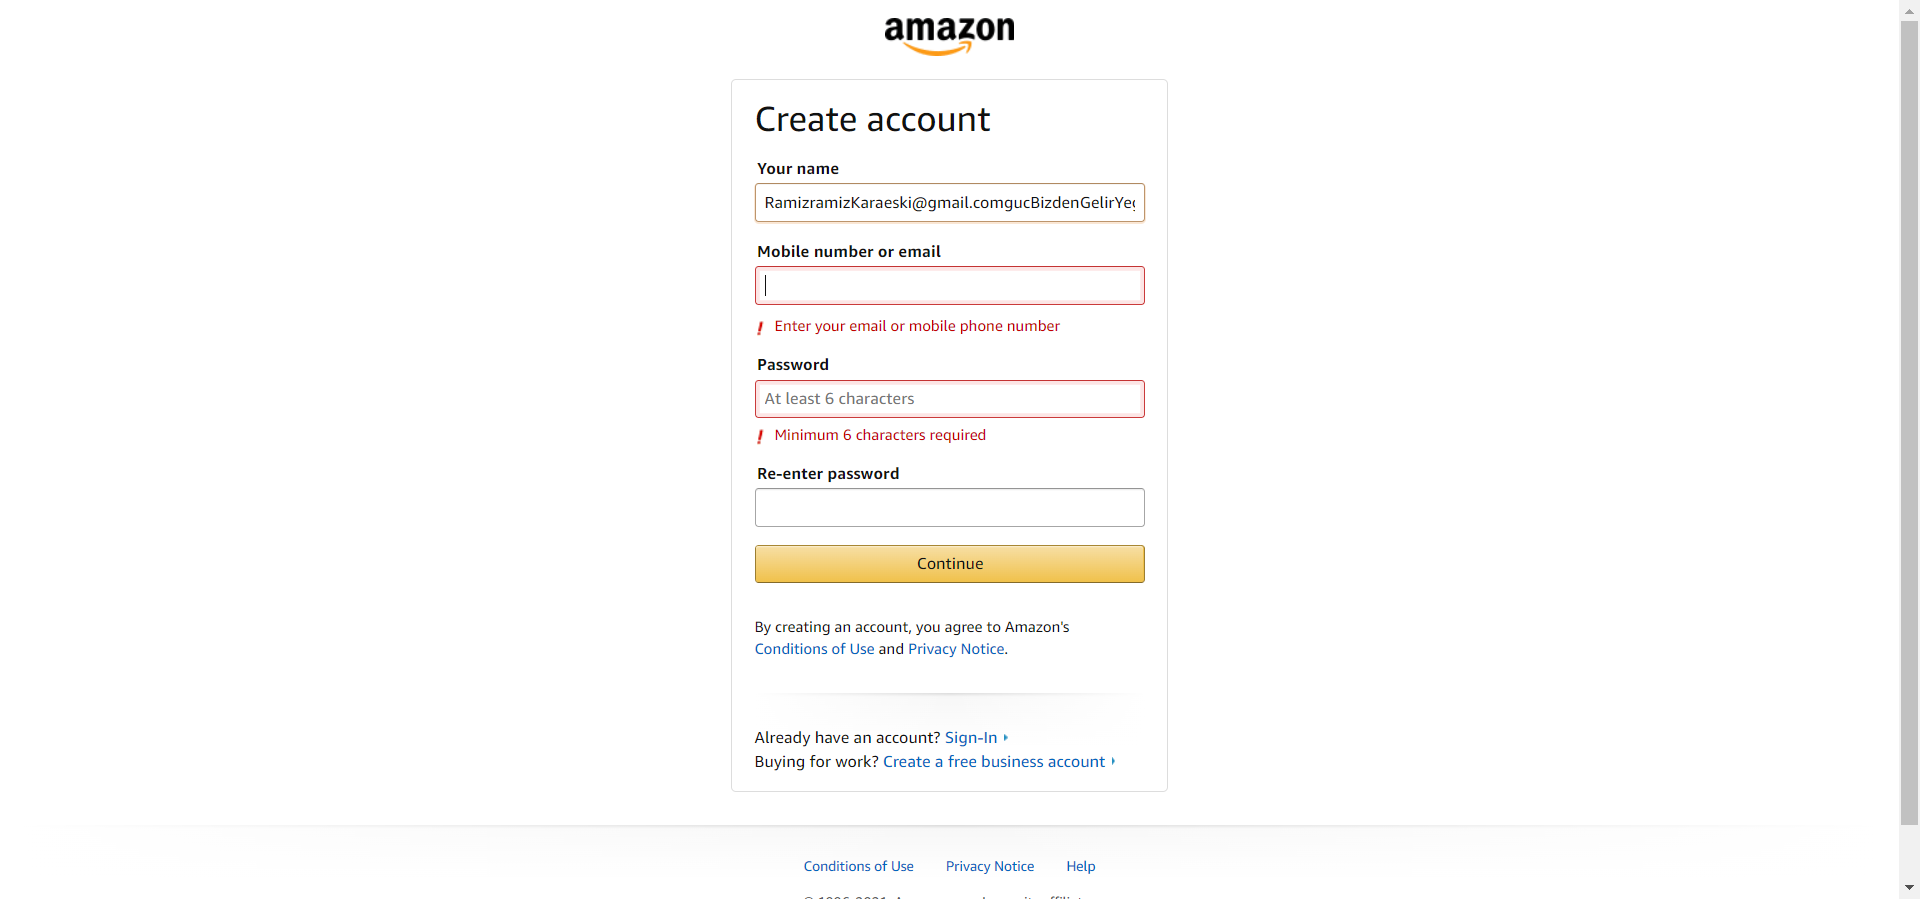 amazon
Create account
Your name
RamizramizKaraeski@gmail.comgucBizdenGelirYeg
Mobile number or email
Enter your email or mobile phone number
Password
At least 6 characters
Minimum 6 characters required
Re-enter password
Continue
By creating an account, you agree to Amazon's
Conditions of Use and Privacy Notice.
Already have an account? Sign-In
Buying for work? Create a free business account
Conditions of Use Privacy Notice Help